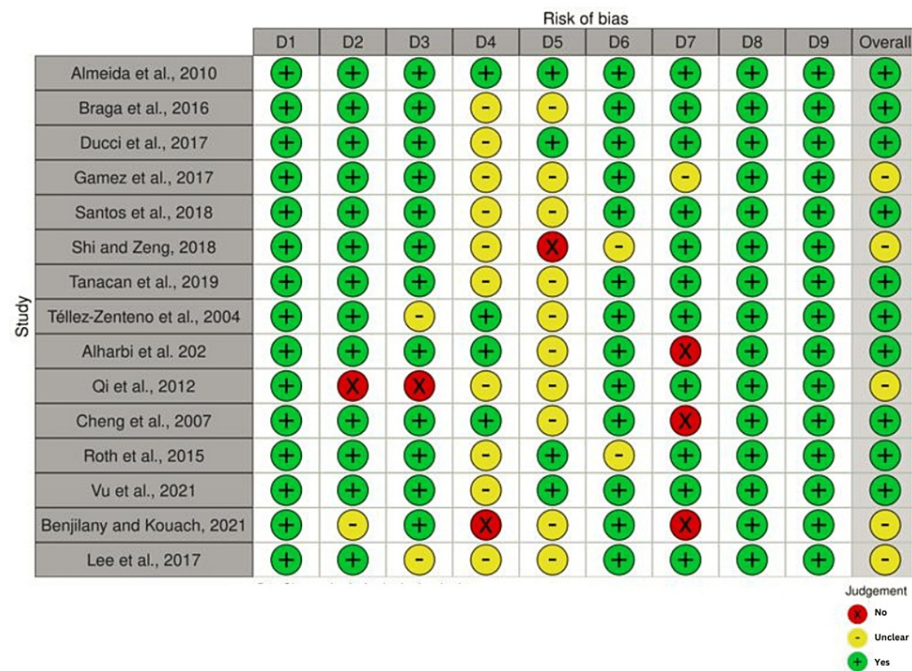 Risk of bias
D1 D2 D3 D4 D5 D6 D7 D8 D9 Overall
Study
Almeida et al., 2010 + + + + + + + + + +
Braga et al., 2016 + + + - - + + + + +
Ducci et al., 2017 + + + - + + + + + +
Gamez et al., 2017 + + + - - + - + + -
Santos et al., 2018 + + + - - + + + + +
Shi and Zeng, 2018 + + + - X - + + + -
Tanacan et al., 2019 + + + - - + + + + +
Téllez-Zenteno et al., 2004 + + - + - + + + + +
Alharbi et al. 202 + + + + - + X + + +
Qi et al., 2012 + X X - - + + + + -
Cheng et al., 2007 + + + + - + X + + +
Roth et al., 2015 + + + - + - + + + +
Vu et al., 2021 + + + - + + + + + +
Benjilany and Kouach, 2021 + - + X - + X + + -
Lee et al., 2017 + + - - - + + + + -
Judgement
X No
- Unclear
+ Yes